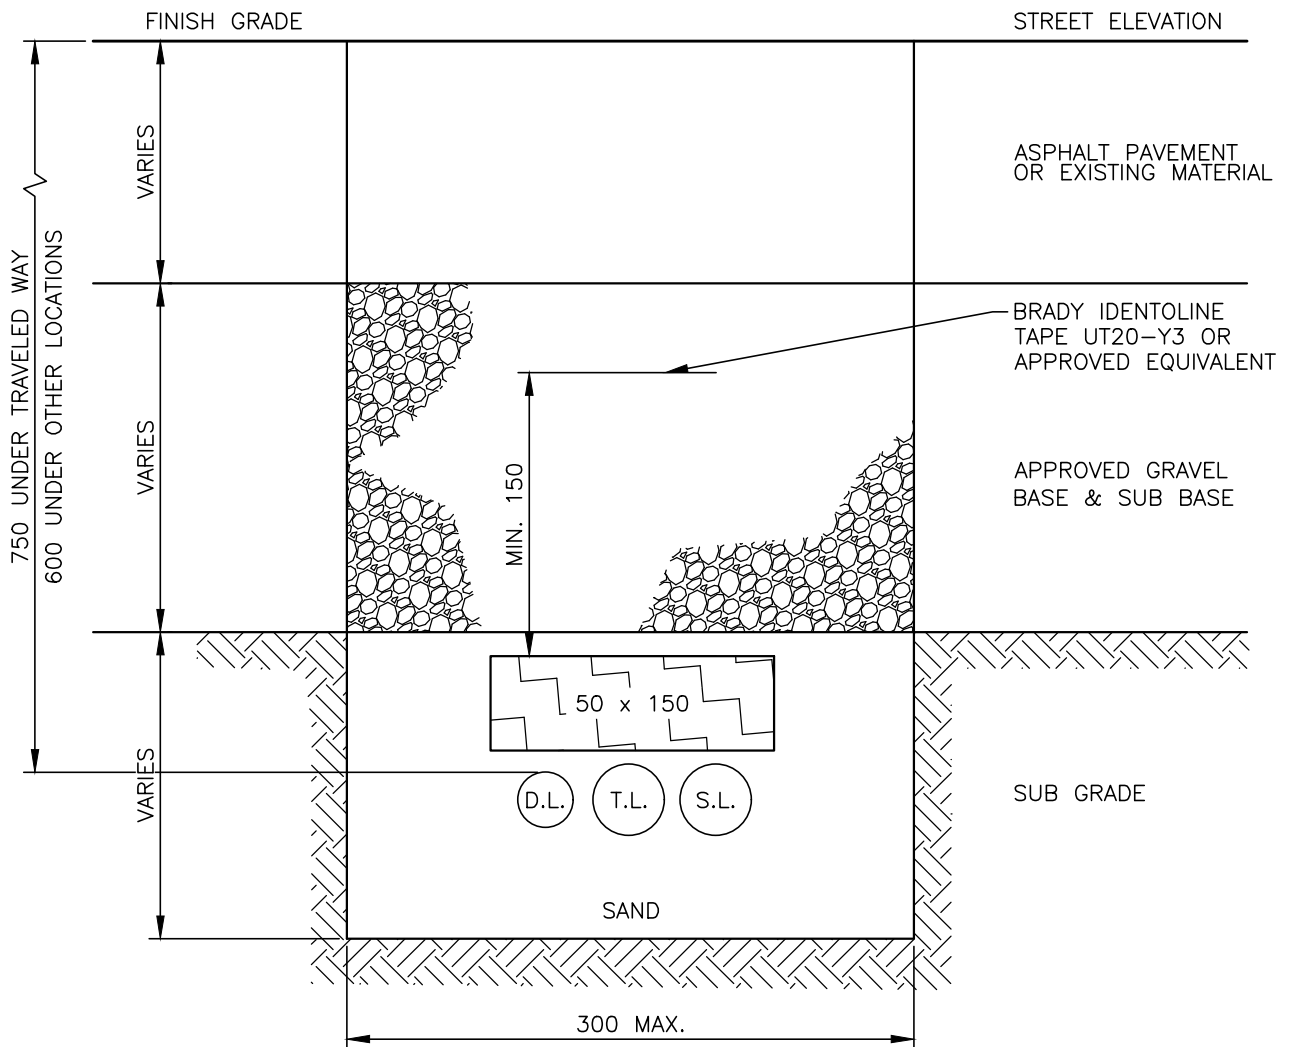 FINISH GRADE
STREET ELEVATION
VARIES
ASPHALT PAVEMENT
OR EXISTING MATERIAL
750 UNDER TRAVELED WAY
600 UNDER OTHER LOCATIONS
BRADY IDENTOLINE
TAPE UT20-Y3 OR
APPROVED EQUIVALENT
VARIES
MIN. 150
APPROVED GRAVEL
BASE & SUB BASE
50 x 150
VARIES
D.L. T.L. S.L.
SUB GRADE
SAND
300 MAX.